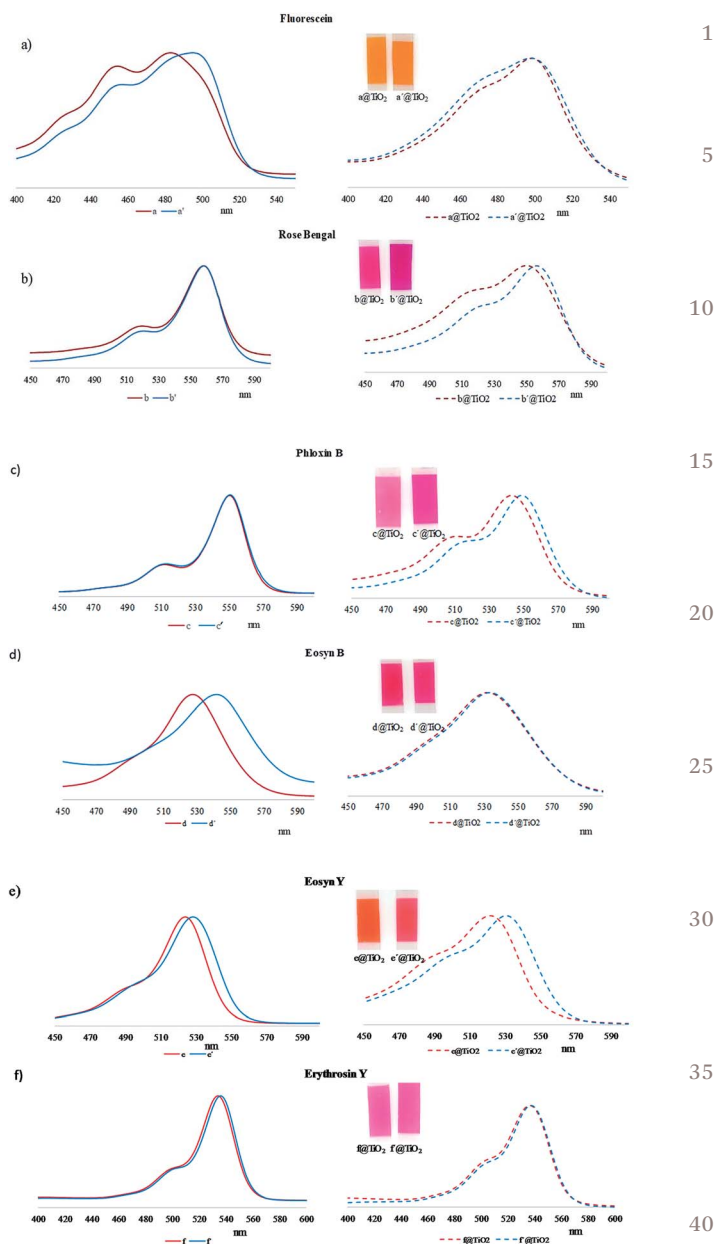 Fluorescein
a)
a@TiO2 a´@TiO2
400 420 440 460 480 500 520
nm
a a'
400 420 440 460 480 500 520 540
nm
a@TiO2 a´@TiO2
Rose Bengal
b)
b@TiO2 b´@TiO2
450 470 490 510 530 550 570 590
nm
b b'
450 470 490 510 530 550 570 590
nm
b@TiO2 b´@TiO2
Phloxin B
c)
c@TiO2 c´@TiO2
450 470 490 510 530 550 570 590
nm
c c'
450 470 490 510 530 550 570 590
nm
c@TiO2 c´@TiO2
Eosyn B
d)
d@TiO2 d´@TiO2
450 470 490 510 530 550 570 590
nm
d d´
450 470 490 510 530 550 570 590
nm
d@TiO2 d´@TiO2
Eosyn Y
e)
e@TiO2 e´@TiO2
450 470 490 510 530 550 570 590
nm
e e'
450 470 490 510 530 550 570 590
nm
e@TiO2 e´@TiO2
Erythrosin Y
f)
f@TiO2 f´@TiO2
400 420 440 460 480 500 520 540 560 580 600
nm
f f'
400 420 440 460 480 500 520 540 560 580 600
nm
f@TiO2 f´@TiO2
1
5
10
15
20
25
30
35
40